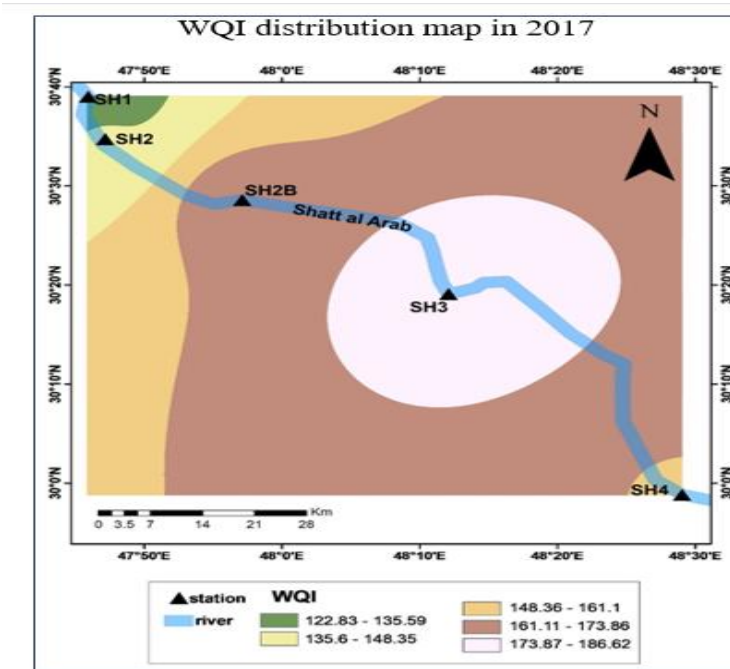 WQI distribution map in 2017
47°50'E 48°0'E 48°10'E 48°20'E 48°30'E
30°40'N 30°40'N
SH1
N
SH2
30°30'N 30°30'N
SH2B
Shatt al Arab
30°20'N 30°20'N
SH3
30°10'N 30°10'N
30°0'N 30°0'N
SH4
Km
0 3.5 7 14 21 28
47°50'E 48°0'E 48°10'E 48°20'E 48°30'E
station WQI
river
122.83 - 135.59
135.6 - 148.35
148.36 - 161.1
161.11 - 173.86
173.87 - 186.62